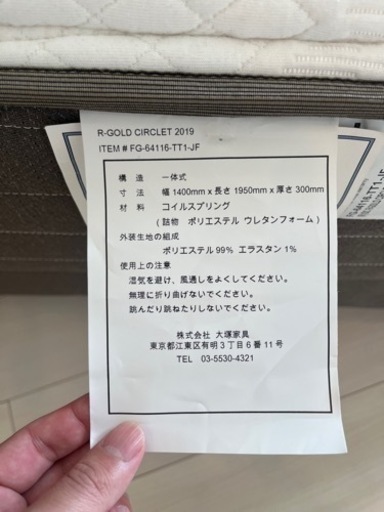 R-GOLD CIRCLET 2019
ITEM # FG-64116-TT1-JF
構 造 一体式
寸 法 幅 1400mm x 長さ 1950mm x 厚さ 300mm
材 料 コイルスプリング
( 詰物 ポリエステル ウレタンフォーム )
外装生地の組成
ポリエステル 99% エラスタン 1%
使用上の注意
湿気を避け、風通しをよくしてください。
無理に折り曲げないでください。
跳んだり跳ねたりしないでください。
株式会社 大塚家具
東京都江東区有明 3 丁目 6 番 11 号
TEL 03-5530-4321
FG-64116-TT1-JF